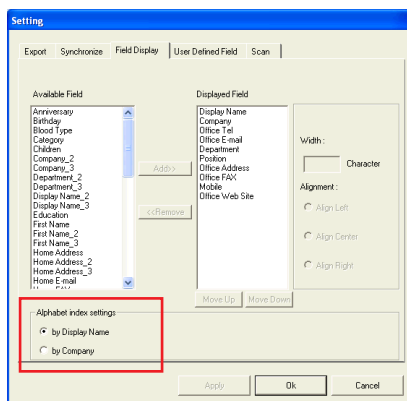 Setting
Export Synchronize Field Display User Defined Field Scan
Available Field
Anniversary
Birthday
Blood Type
Category
Children
Company_2
Company_3
Department_2
Department_3
Display Name_2
Display Name_3
Education
First Name
First Name_2
First Name_3
Home Address
Home Address_2
Home Address_3
Home E-mail
Add>>
<<Remove
Displayed Field
Display Name
Company
Office Tel
Office E-mail
Department
Position
Office Address
Office FAX
Mobile
Office Web Site
Move Up Move Down
Width :
Character
Alignment :
Align Left
Align Center
Align Right
Alphabet index settings
by Display Name
by Company
Apply Ok Cancel